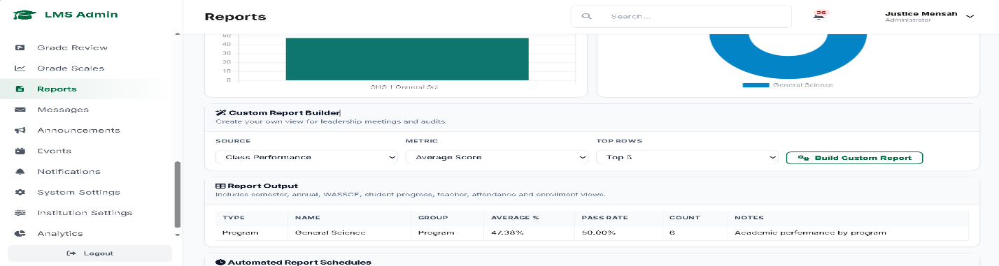 LMS Admin
Reports
Search...
36
Justice Mensah
Administrator
Grade Review
Grade Scales
Reports
Messages
Announcements
Events
Notifications
System Settings
Institution Settings
Analytics
Logout
50
40
30
20
10
0
SHS 1 General Sci
General Science
Custom Report Builder
Create your own view for leadership meetings and audits.
SOURCE METRIC TOP ROWS
Class Performance Average Score Top 5 Build Custom Report
Report Output
Includes semester, annual, WASSCE, student progress, teacher, attendance and enrollment views.
TYPE NAME GROUP AVERAGE % PASS RATE COUNT NOTES
Program General Science Program 47.38% 50.00% 6 Academic performance by program
Automated Report Schedules